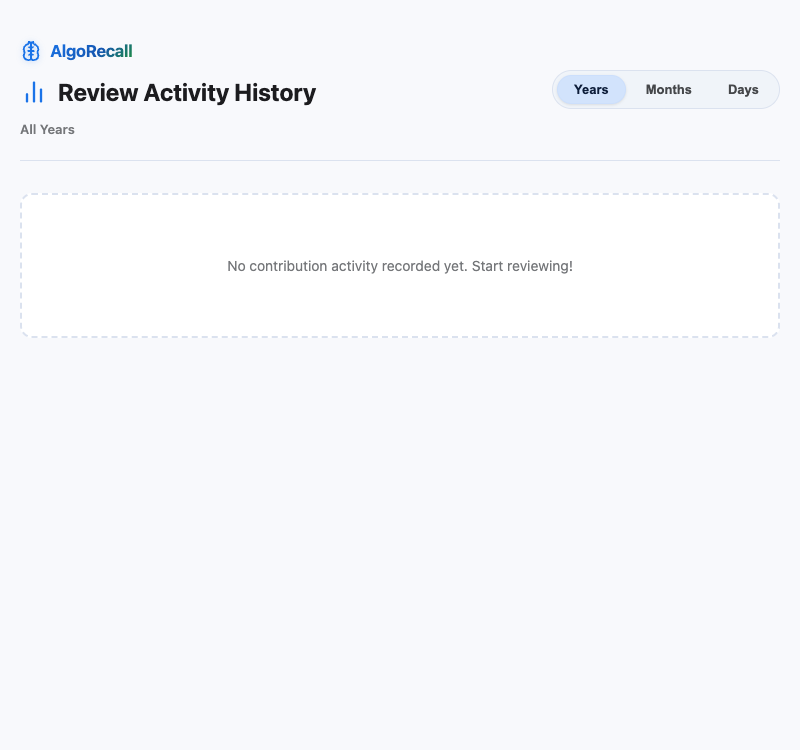 AlgoRecall
Review Activity History
Years Months Days
All Years
No contribution activity recorded yet. Start reviewing!